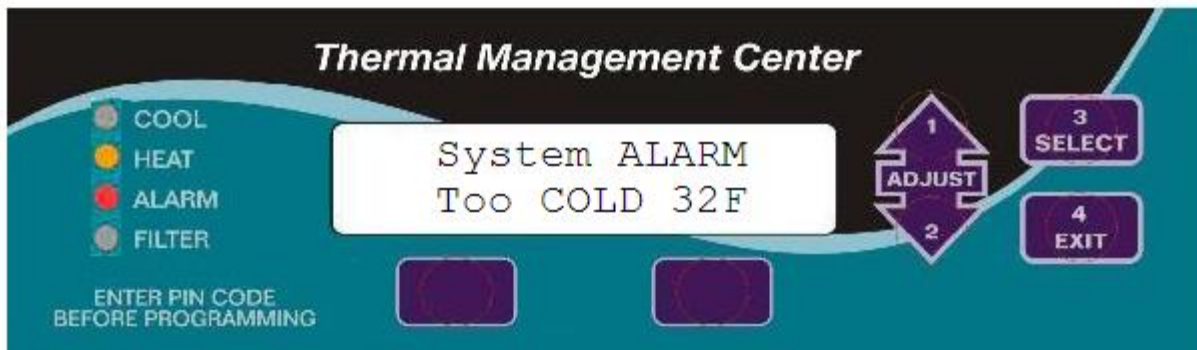 Thermal Management Center
COOL
HEAT
ALARM
FILTER
System ALARM
Too COLD 32F
1
ADJUST
2
3
SELECT
4
EXIT
ENTER PIN CODE
BEFORE PROGRAMMING